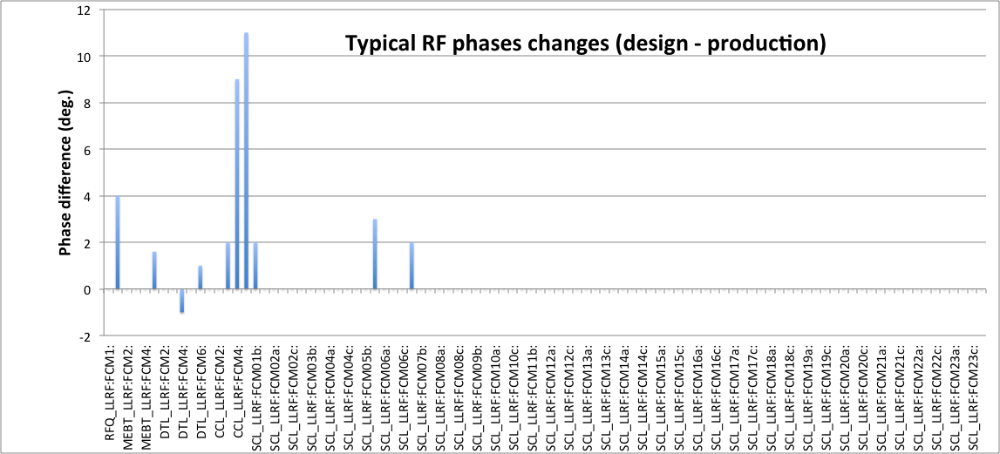 Typical RF phases changes (design - production)
Phase difference (deg.)
12
10
8
6
4
2
0
-2
RFQ_LLRF:FCM1:
MEBT_LLRF:FCM2:
MEBT_LLRF:FCM4:
DTL_LLRF:FCM2:
DTL_LLRF:FCM4:
DTL_LLRF:FCM6:
CCL_LLRF:FCM2:
CCL_LLRF:FCM4:
SCL_LLRF:FCM01b:
SCL_LLRF:FCM02a:
SCL_LLRF:FCM02c:
SCL_LLRF:FCM03b:
SCL_LLRF:FCM04a:
SCL_LLRF:FCM04c:
SCL_LLRF:FCM05b:
SCL_LLRF:FCM06a:
SCL_LLRF:FCM06c:
SCL_LLRF:FCM07b:
SCL_LLRF:FCM08a:
SCL_LLRF:FCM08c:
SCL_LLRF:FCM09b:
SCL_LLRF:FCM10a:
SCL_LLRF:FCM10c:
SCL_LLRF:FCM11b:
SCL_LLRF:FCM12a:
SCL_LLRF:FCM12c:
SCL_LLRF:FCM13a:
SCL_LLRF:FCM13c:
SCL_LLRF:FCM14a:
SCL_LLRF:FCM14c:
SCL_LLRF:FCM15a:
SCL_LLRF:FCM15c:
SCL_LLRF:FCM16a:
SCL_LLRF:FCM16c:
SCL_LLRF:FCM17a:
SCL_LLRF:FCM17c:
SCL_LLRF:FCM18a:
SCL_LLRF:FCM18c:
SCL_LLRF:FCM19a:
SCL_LLRF:FCM19c:
SCL_LLRF:FCM20a:
SCL_LLRF:FCM20c:
SCL_LLRF:FCM21a:
SCL_LLRF:FCM21c:
SCL_LLRF:FCM22a:
SCL_LLRF:FCM22c:
SCL_LLRF:FCM23a:
SCL_LLRF:FCM23c: